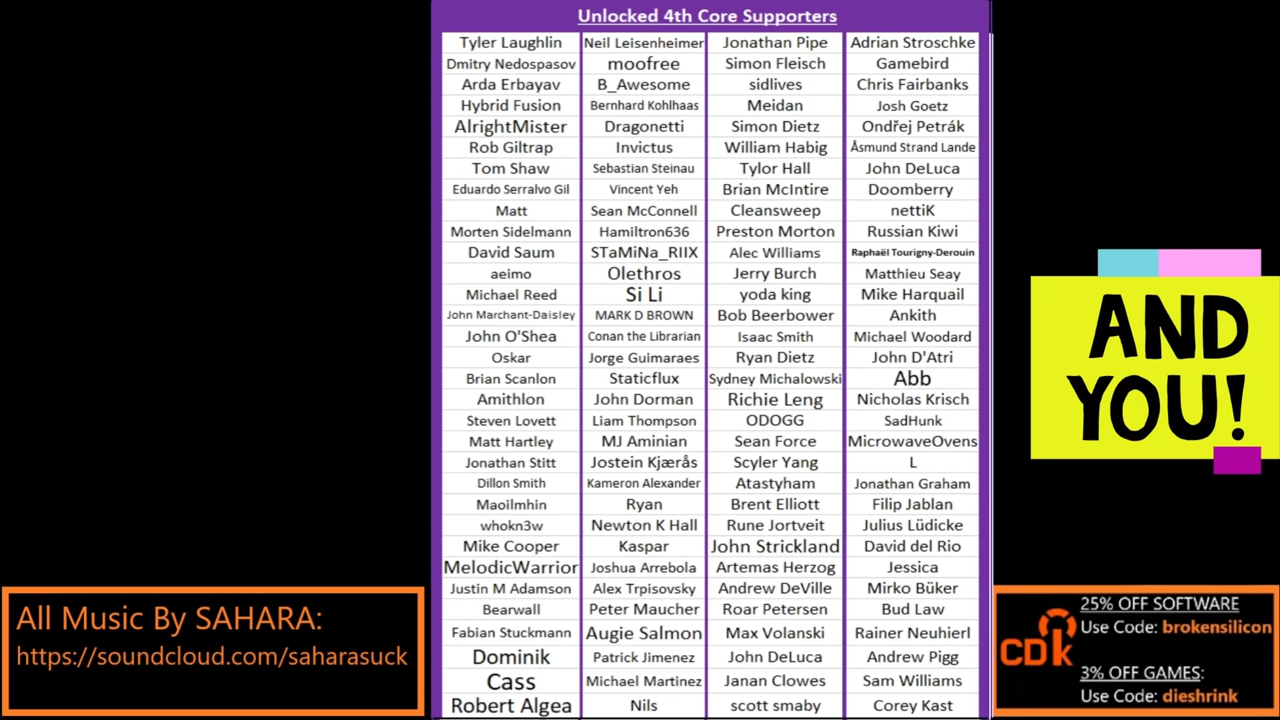 Unlocked 4th Core Supporters
Tyler Laughlin Neil Leisenheimer Jonathan Pipe Adrian Stroschke
Dmitry Nedospasov moofree Simon Fleisch Gamebird
Arda Erbayav B_Awesome sidlives Chris Fairbanks
Hybrid Fusion Bernhard Kohlhaas Meidan Josh Goetz
AlrightMister Dragonetti Simon Dietz Ondřej Petrák
Rob Giltrap Invictus William Habig Åsmund Strand Lande
Tom Shaw Sebastian Steinau Tylor Hall John DeLuca
Eduardo Serralvo Gil Vincent Yeh Brian McIntire Doomberry
Matt Sean McConnell Cleansweep nettiK
Morten Sidelmann Hamiltron636 Preston Morton Russian Kiwi
David Saum STaMiNa_RIIX Alec Williams Raphaël Tourigny-Derouin
aeimo Olethros Jerry Burch Matthieu Seay
Michael Reed Si Li yoda king Mike Harquail
John Marchant-Daisley MARK D BROWN Bob Beerbower Ankith
John O'Shea Conan the Librarian Isaac Smith Michael Woodard
Oskar Jorge Guimaraes Ryan Dietz John D'Atri
Brian Scanlon Staticflux Sydney Michalowski Abb
Amithlon John Dorman Richie Leng Nicholas Krisch
Steven Lovett Liam Thompson ODOGG SadHunk
Matt Hartley MJ Aminian Sean Force MicrowaveOvens
Jonathan Stitt Jostein Kjærås Scyler Yang L
Dillon Smith Kameron Alexander Atastyham Jonathan Graham
Maoilmhin Ryan Brent Elliott Filip Jablan
whokn3w Newton K Hall Rune Jortveit Julius Lüdicke
Mike Cooper Kaspar John Strickland David del Rio
MelodicWarrior Joshua Arrebola Artemas Herzog Jessica
Justin M Adamson Alex Trpisovsky Andrew DeVille Mirko Büker
Bearwall Peter Maucher Roar Petersen Bud Law
Fabian Stuckmann Augie Salmon Max Volanski Rainer Neuhierl
Dominik Patrick Jimenez John DeLuca Andrew Pigg
Cass Michael Martinez Janan Clowes Sam Williams
Robert Algea Nils scott smaby Corey Kast
AND
YOU!
All Music By SAHARA:
https://soundcloud.com/saharasuck
CDk
25% OFF SOFTWARE
Use Code: brokensilicon
3% OFF GAMES:
Use Code: dieshrink